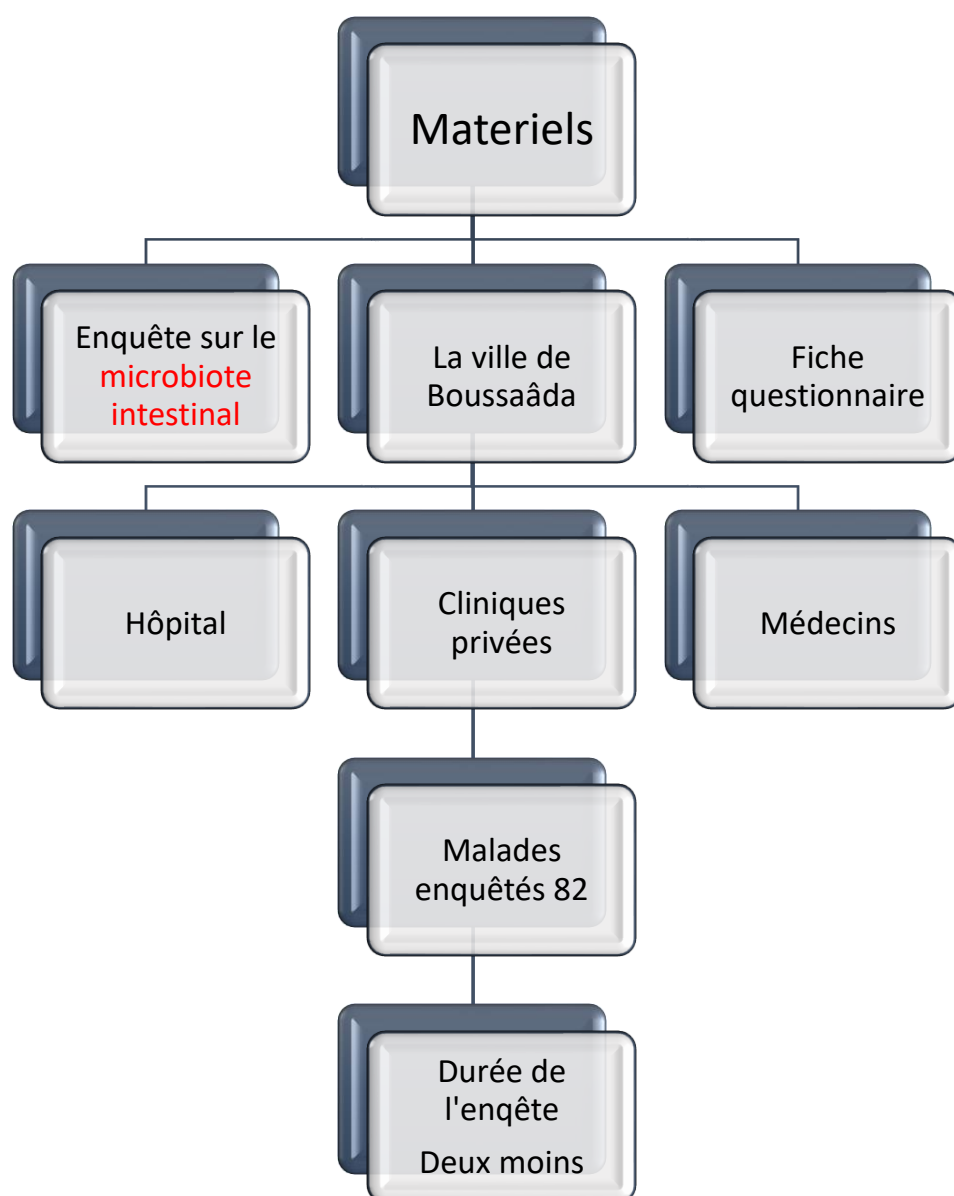 Materiels
Enquête sur le
microbiote
intestinal
La ville de
Boussaâda
Fiche
questionnaire
Hôpital
Cliniques
privées
Médecins
Malades
enquêtés 82
Durée de
l'enqête
Deux moins